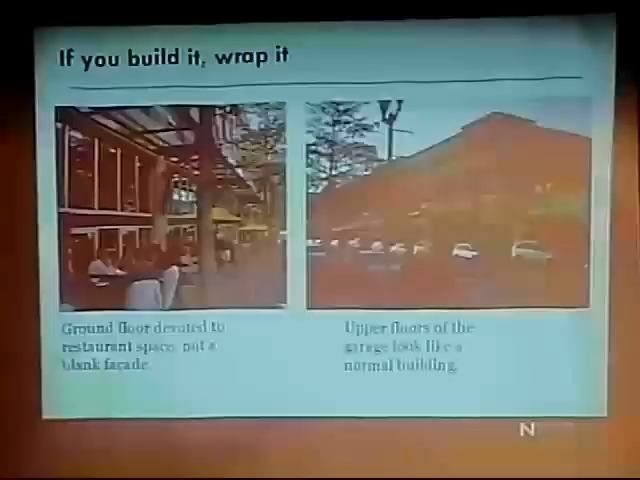 If you build it, wrap it
Ground floor devoted to
restaurant space, not a
blank façade.
Upper floors of the
garage look like a
normal building.
N